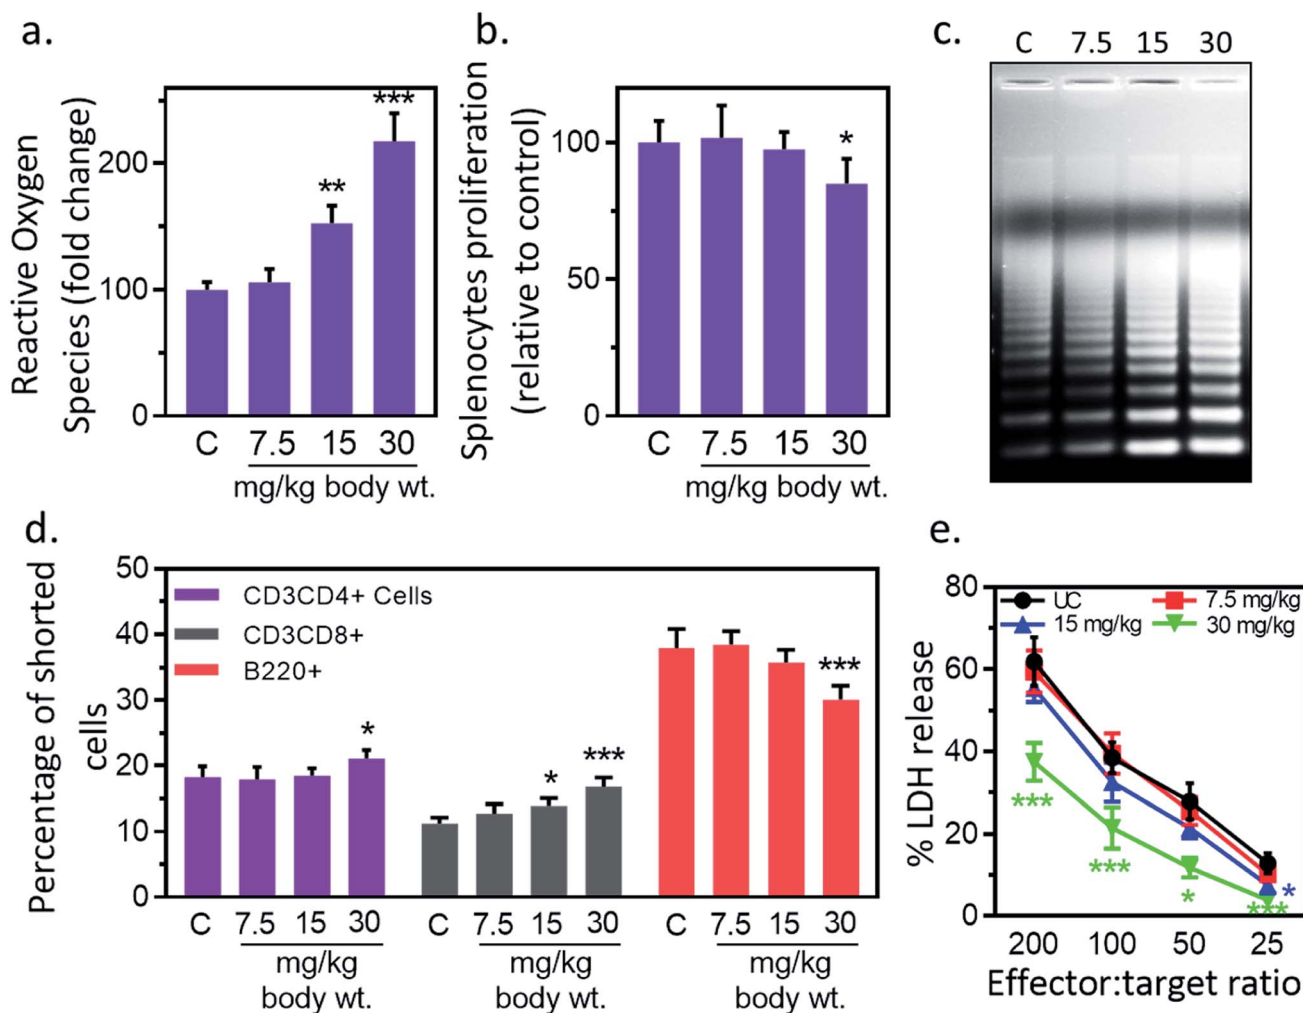 a.
Reactive Oxygen
Species (fold change)
200
100
0
**
***
C 7.5 15 30
mg/kg body wt.
b.
Splenocytes proliferation
(relative to control)
100
50
0
*
C 7.5 15 30
mg/kg body wt.
c.
C 7.5 15 30
d.
Percentage of shorted
cells
50
40
30
20
10
0
CD3CD4+ Cells
CD3CD8+
B220+
*
*
***
***
C 7.5 15 30
mg/kg
body wt.
C 7.5 15 30
mg/kg
body wt.
C 7.5 15 30
mg/kg
body wt.
e.
% LDH release
80
60
40
20
0
UC 7.5 mg/kg
15 mg/kg 30 mg/kg
***
***
*
***
*
200 100 50 25
Effector:target ratio